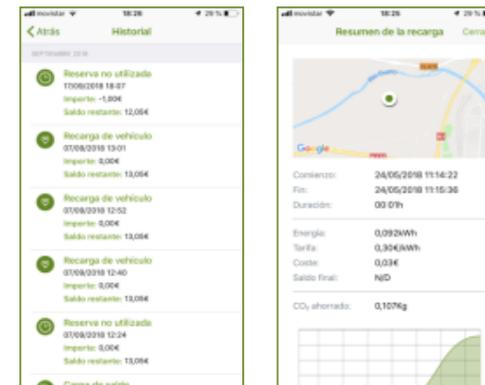 movistar 18:26 29 %
Atrás Historial
SEPTIEMBRE 2018
Reserva no utilizada
17/09/2018 18:07
Importe: -1,00€
Saldo restante: 12,05€
Recarga de vehículo
07/09/2018 13:01
Importe: 0,00€
Saldo restante: 13,05€
Recarga de vehículo
07/09/2018 12:52
Importe: 0,00€
Saldo restante: 13,05€
Recarga de vehículo
07/09/2018 12:40
Importe: 0,00€
Saldo restante: 13,05€
Reserva no utilizada
07/09/2018 12:24
Importe: 0,00€
Saldo restante: 13,05€
Carga de saldo
movistar 18:25 29 %
Resumen de la recarga Cerra
Google
Comienzo: 24/05/2018 11:14:22
Fin: 24/05/2018 11:15:36
Duración: 00:01h
Energía: 0,092kWh
Tarifa: 0,30€/kWh
Coste: 0,03€
Saldo final: N/D
CO₂ ahorrado: 0,107Kg